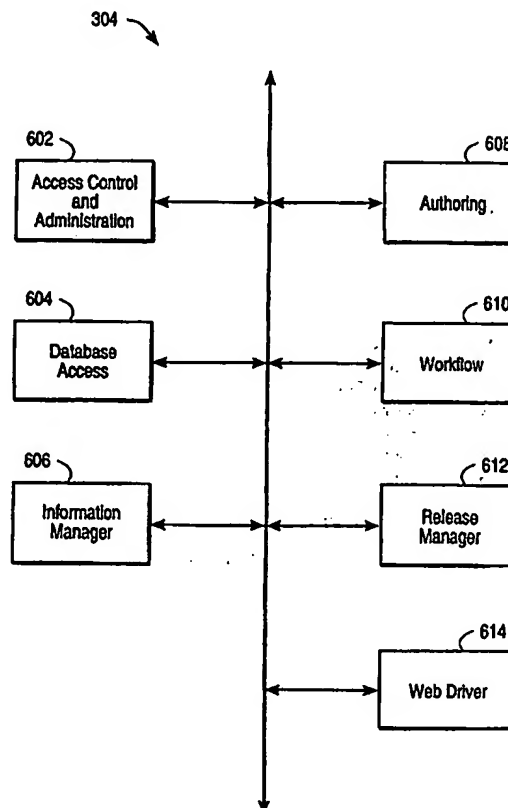 304
602
Access Control
and
Administration
608
Authoring
604
Database
Access
610
Workflow
606
Information
Manager
612
Release
Manager
614
Web Driver